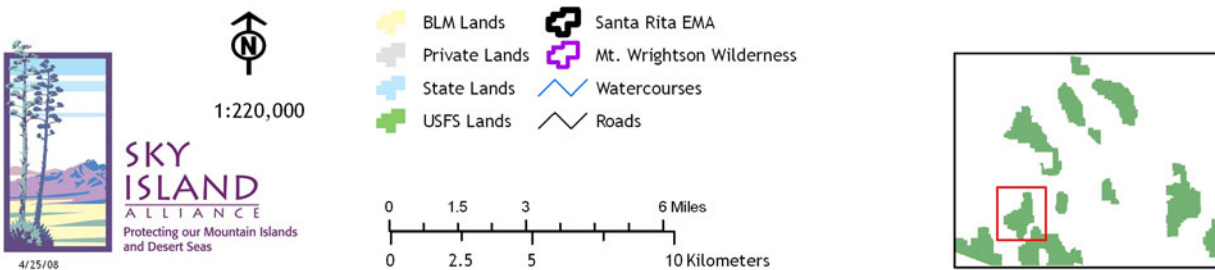 N
1:220,000
SKY
ISLAND
ALLIANCE
Protecting our Mountain Islands
and Desert Seas
4/25/08
BLM Lands
Private Lands
State Lands
USFS Lands
Santa Rita EMA
Mt. Wrightson Wilderness
Watercourses
Roads
0 1.5 3 6 Miles
0 2.5 5 10 Kilometers